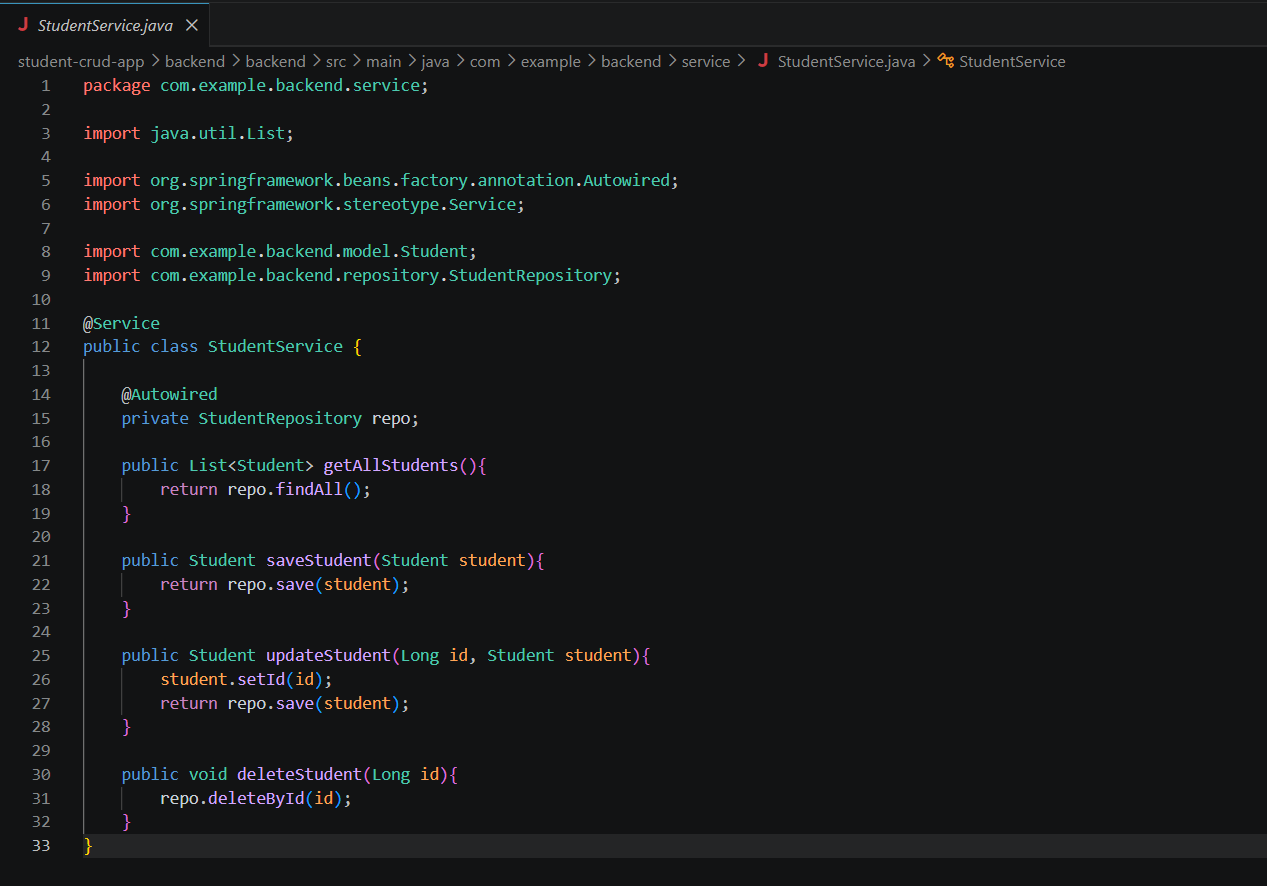 J StudentService.java ×
student-crud-app > backend > backend > src > main > java > com > example > backend > service > J StudentService.java > StudentService
1 package com.example.backend.service;
2
3 import java.util.List;
4
5 import org.springframework.beans.factory.annotation.Autowired;
6 import org.springframework.stereotype.Service;
7
8 import com.example.backend.model.Student;
9 import com.example.backend.repository.StudentRepository;
10
11 @Service
12 public class StudentService {
13
14     @Autowired
15     private StudentRepository repo;
16
17     public List<Student> getAllStudents(){
18         return repo.findAll();
19     }
20
21     public Student saveStudent(Student student){
22         return repo.save(student);
23     }
24
25     public Student updateStudent(Long id, Student student){
26         student.setId(id);
27         return repo.save(student);
28     }
29
30     public void deleteStudent(Long id){
31         repo.deleteById(id);
32     }
33 }